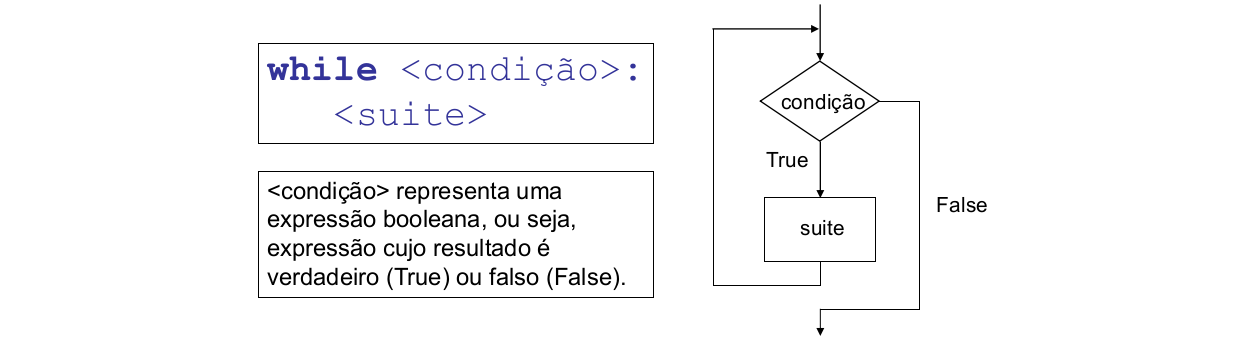 while <condição>:
<suite>
<condição> representa uma
expressão booleana, ou seja,
expressão cujo resultado é
verdadeiro (True) ou falso (False).
condição
True
False
suite